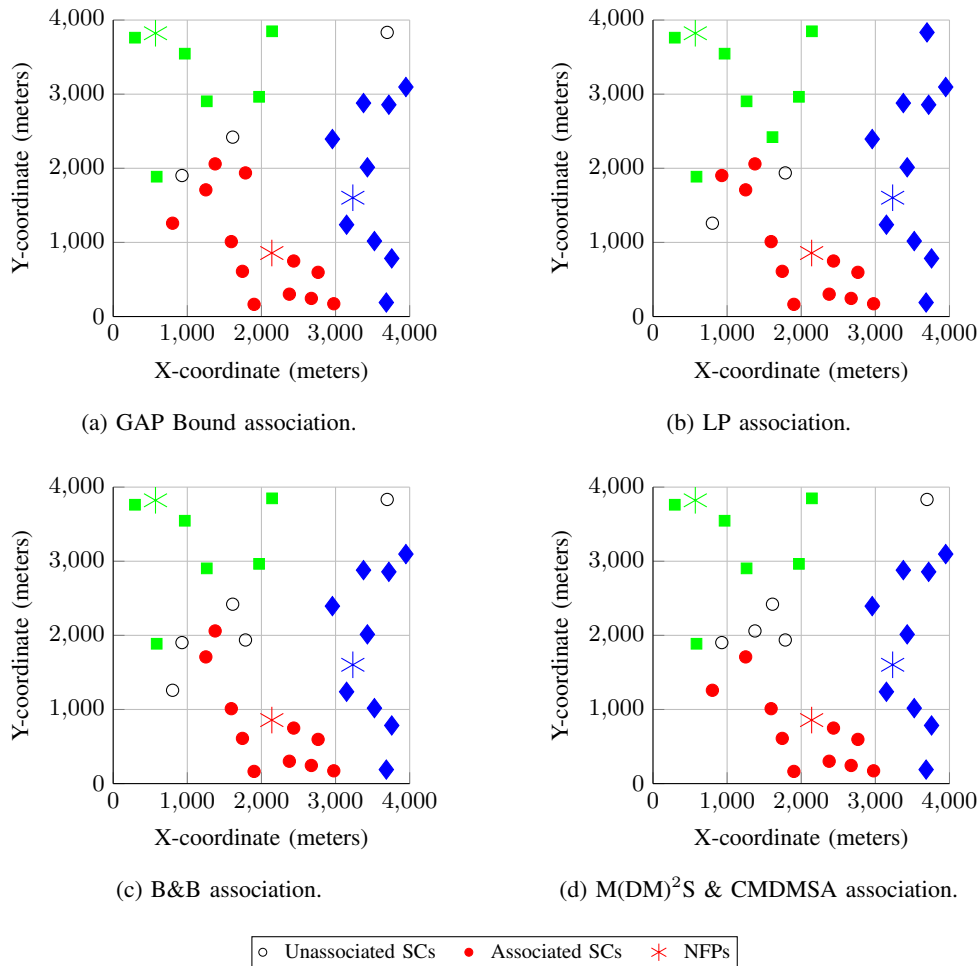 4,000
3,000
2,000
1,000
0
0 1,000 2,000 3,000 4,000
Y-coordinate (meters)
X-coordinate (meters)
(a) GAP Bound association.
4,000
3,000
2,000
1,000
0
0 1,000 2,000 3,000 4,000
Y-coordinate (meters)
X-coordinate (meters)
(b) LP association.
4,000
3,000
2,000
1,000
0
0 1,000 2,000 3,000 4,000
Y-coordinate (meters)
X-coordinate (meters)
(c) B&B association.
4,000
3,000
2,000
1,000
0
0 1,000 2,000 3,000 4,000
Y-coordinate (meters)
X-coordinate (meters)
(d) M(DM)²S & CMDMSA association.
Unassociated SCs Associated SCs NFPs